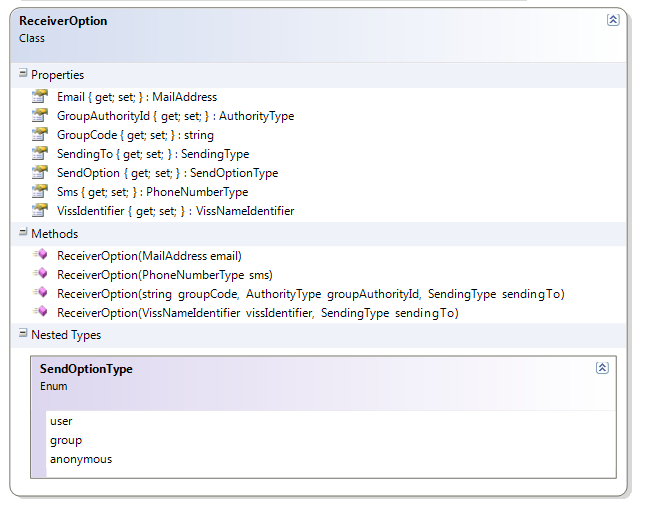 ReceiverOption
Class
Properties
Email { get; set; } : MailAddress
GroupAuthorityId { get; set; } : AuthorityType
GroupCode { get; set; } : string
SendingTo { get; set; } : SendingType
SendOption { get; set; } : SendOptionType
Sms { get; set; } : PhoneNumberType
VissIdentifier { get; set; } : VissNameIdentifier
Methods
ReceiverOption(MailAddress email)
ReceiverOption(PhoneNumberType sms)
ReceiverOption(string groupCode, AuthorityType groupAuthorityId, SendingType sendingTo)
ReceiverOption(VissNameIdentifier vissIdentifier, SendingType sendingTo)
Nested Types
SendOptionType
Enum
user
group
anonymous